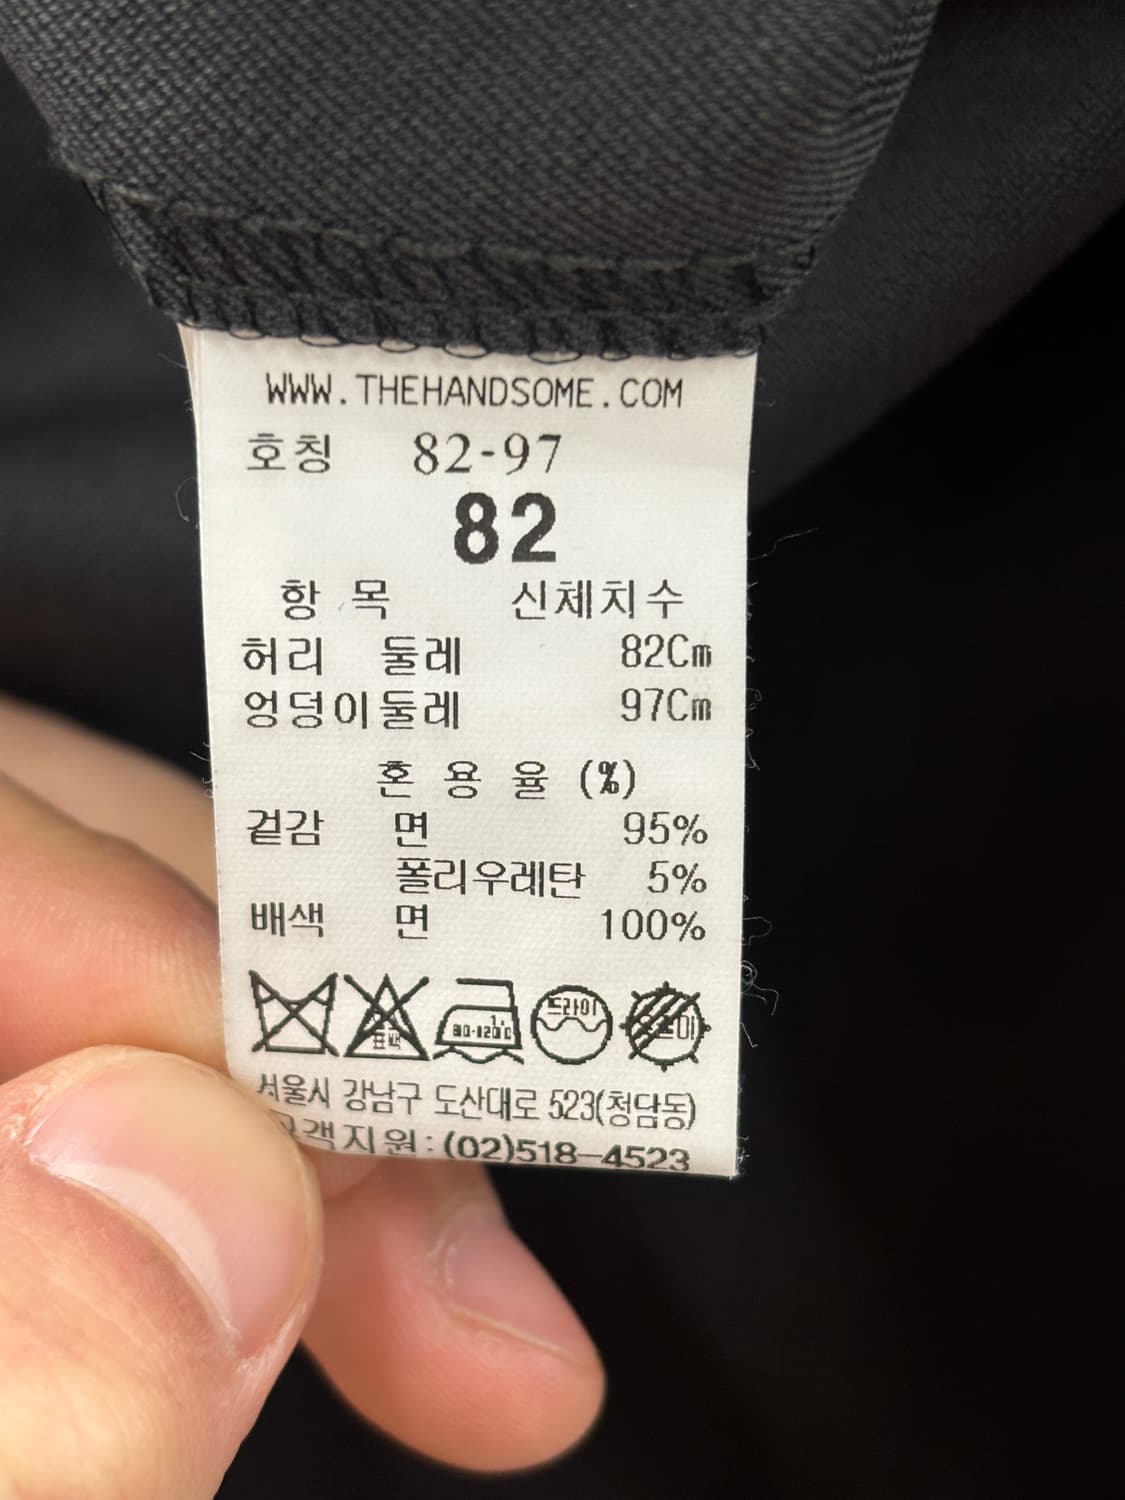 WWW.THEHANDSOME.COM
호칭 82-97
82
항 목 신체치수
허리 둘레 82Cm
엉덩이둘레 97Cm
혼 용 율 (%)
겉감 면 95%
폴리우레탄 5%
배색 면 100%
표백 드라이
서울시 강남구 도산대로 523(청담동)
고객지원:(02)518-4523